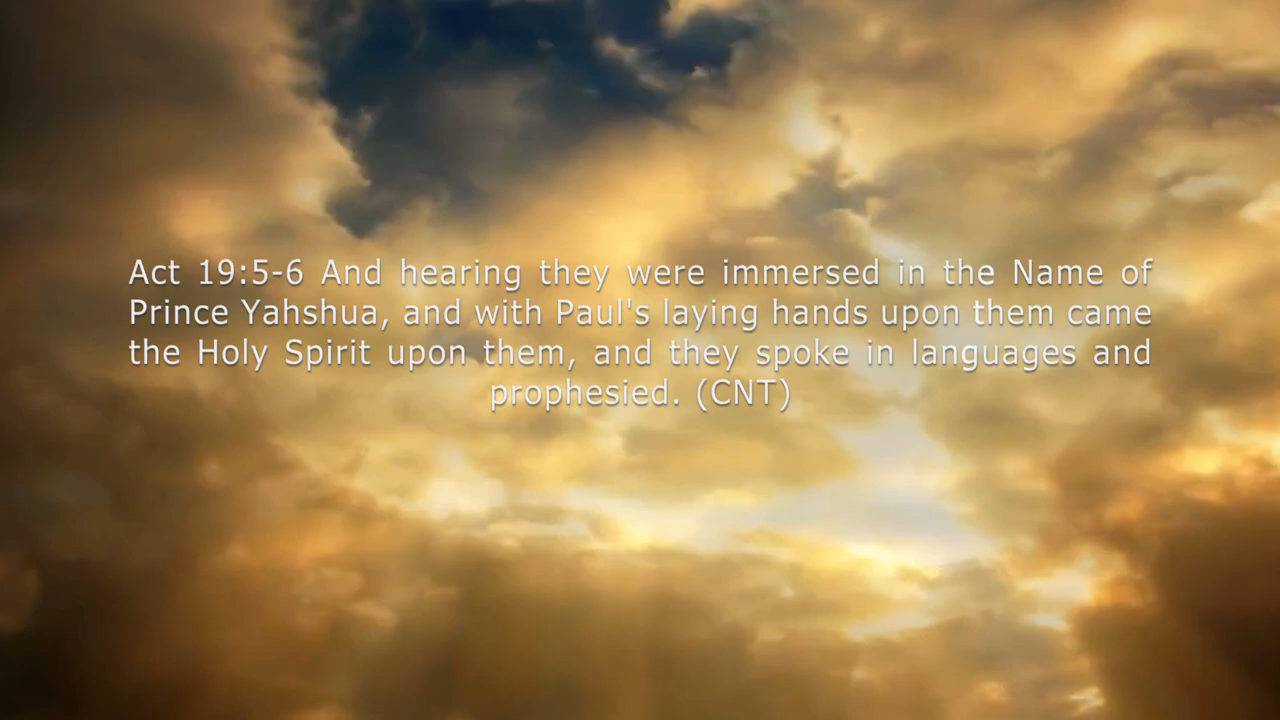 Act 19:5-6 And hearing they were immersed in the Name of
Prince Yahshua, and with Paul's laying hands upon them came
the Holy Spirit upon them, and they spoke in languages and
prophesied. (CNT)